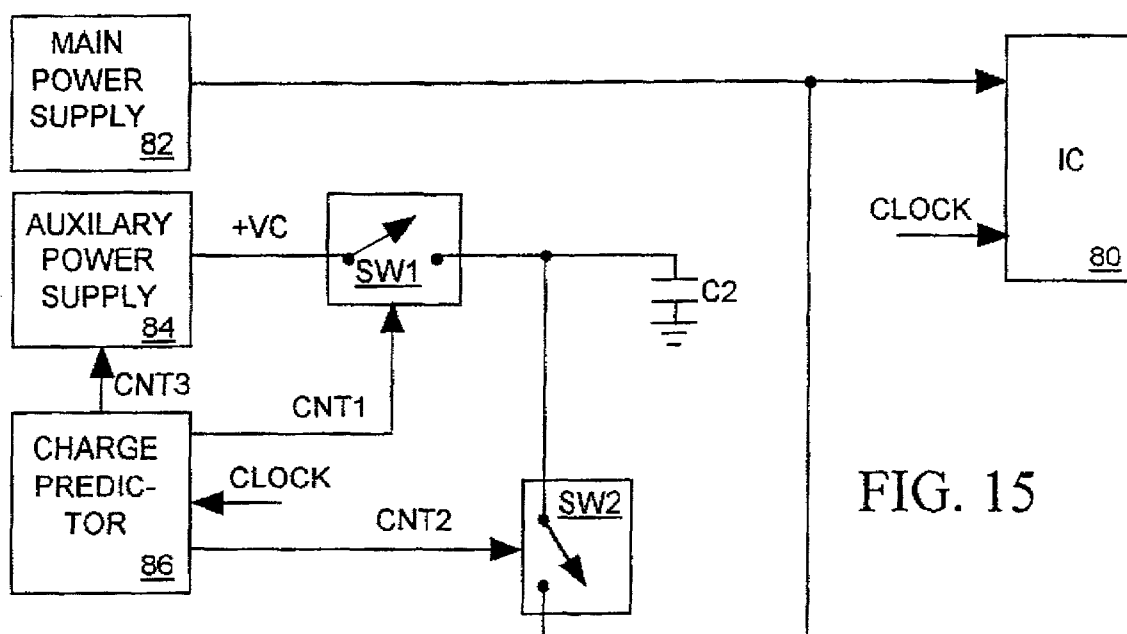 MAIN
POWER
SUPPLY
82
IC
CLOCK
80
AUXILARY
POWER
SUPPLY
84
+VC
SW1
C2
CNT3
CNT1
CHARGE
PREDIC-
TOR
86
CLOCK
CNT2
SW2
FIG. 15